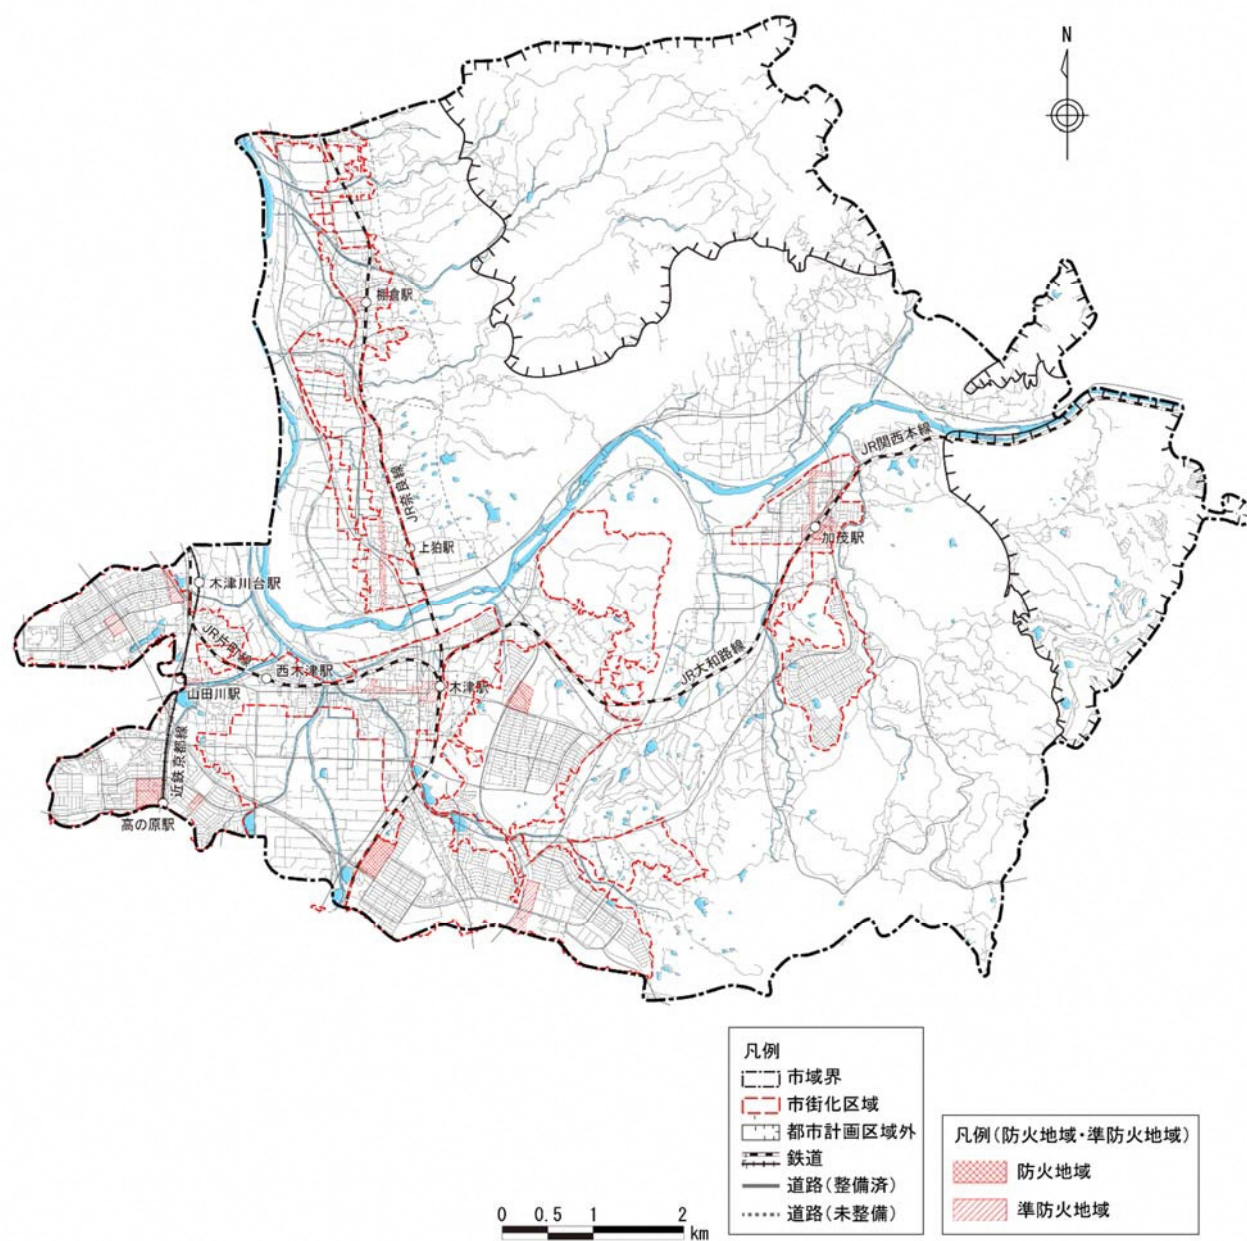 N
棚倉駅
JR奈良線
上狛駅
JR関西本線
加茂駅
木津川台駅
JR片町線
西木津駅
木津駅
JR大和路線
山田川駅
近鉄京都線
高の原駅
凡例
市域界
市街化区域
都市計画区域外
鉄道
道路(整備済)
道路(未整備)
凡例(防火地域・準防火地域)
防火地域
準防火地域
0 0.5 1 2
km